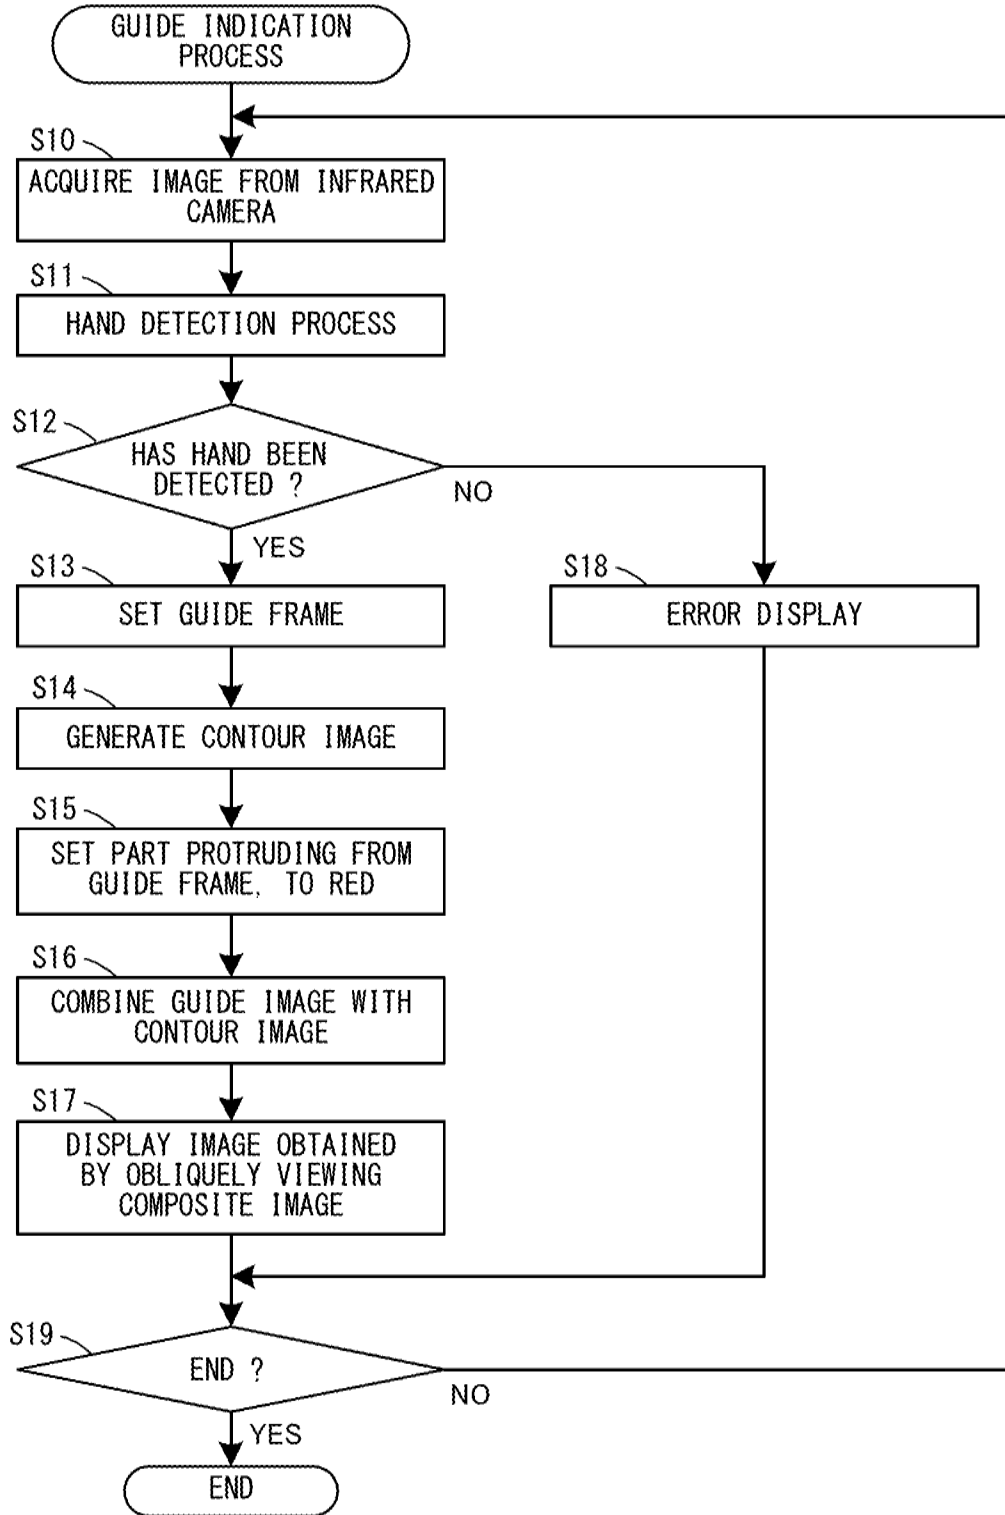 GUIDE INDICATION
PROCESS
S10
ACQUIRE IMAGE FROM INFRARED
CAMERA
S11
HAND DETECTION PROCESS
S12
HAS HAND BEEN
DETECTED ?
NO
YES
S13
SET GUIDE FRAME
S18
ERROR DISPLAY
S14
GENERATE CONTOUR IMAGE
S15
SET PART PROTRUDING FROM
GUIDE FRAME, TO RED
S16
COMBINE GUIDE IMAGE WITH
CONTOUR IMAGE
S17
DISPLAY IMAGE OBTAINED
BY OBLIQUELY VIEWING
COMPOSITE IMAGE
S19
END ?
NO
YES
END